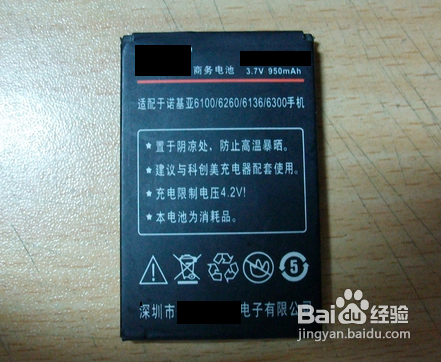 商务电池 3.7V 950mAh
适配于诺基亚6100/6260/6136/6300手机
★ 置于阴凉处，防止高温暴晒。
★ 建议与科创美充电器配套使用。
★ 充电限制电压4.2V!
★ 本电池为消耗品。
5
深圳市 电子有限公司
Bai 经验
jingyan.baidu.com